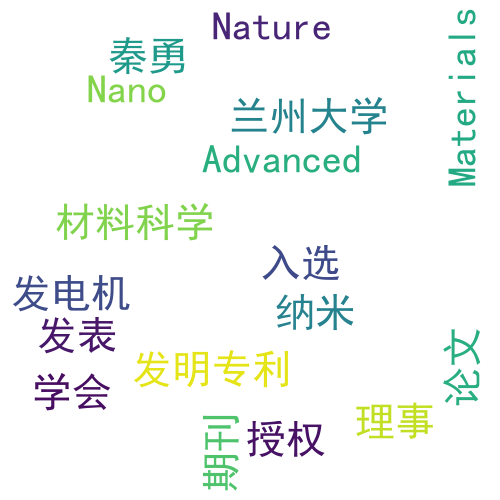 Nature
秦勇
Nano
Materials
兰州大学
Advanced
材料科学
入选
发电机
纳米
发表
发明专利
论文
学会
理事
期刊
授权